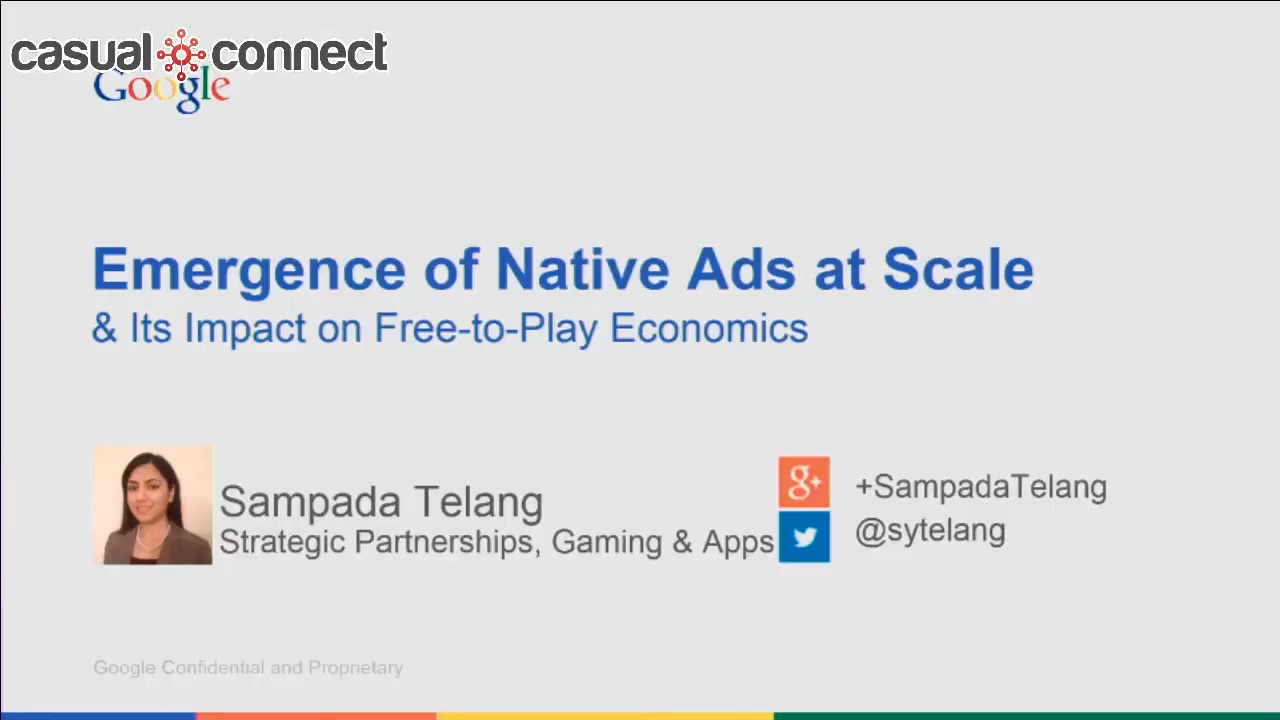 casual connect
Google
Emergence of Native Ads at Scale
& Its Impact on Free-to-Play Economics
Sampada Telang
Strategic Partnerships, Gaming & Apps
g+ +SampadaTelang
@sytelang
Google Confidential and Proprietary